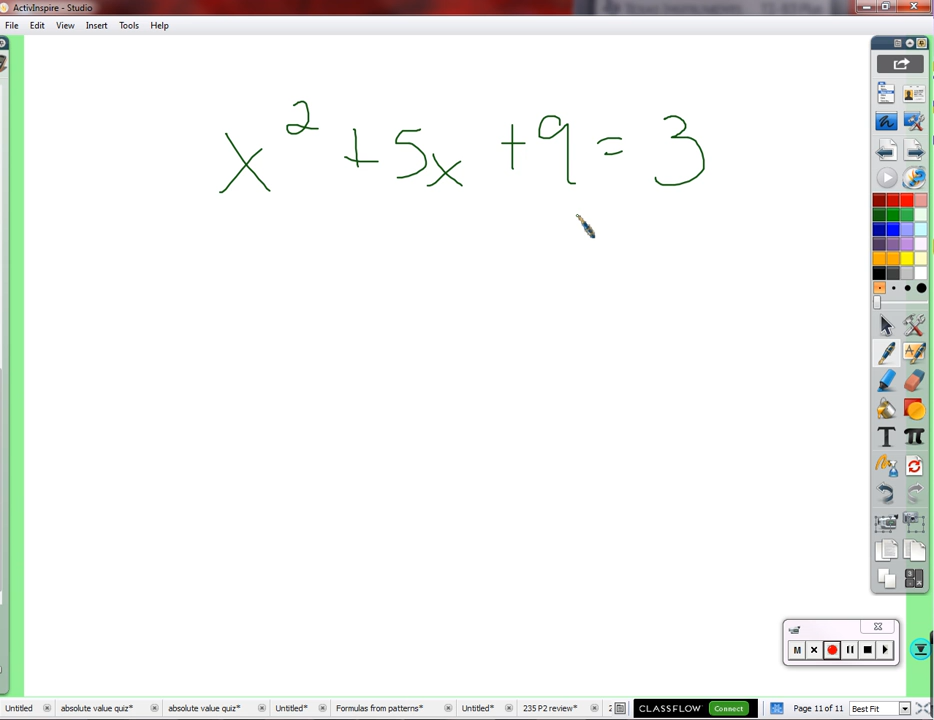 ActivInspire - Studio
File Edit View Insert Tools Help
x² + 5x + 9 = 3
M
Untitled absolute value quiz* absolute value quiz* Untitled* Formulas from patterns* Untitled* 235 P2 review* 2 CLASSFLOW Connect Page 11 of 11 Best Fit